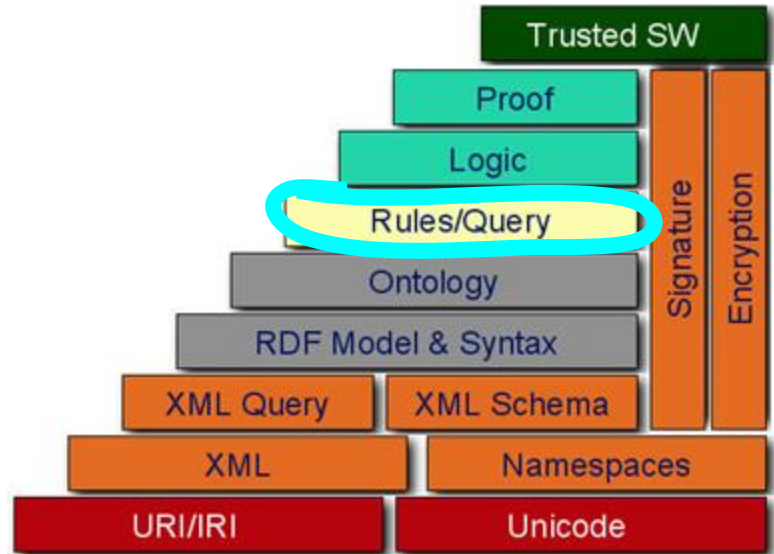 Trusted SW
Proof
Logic
Rules/Query
Ontology
RDF Model & Syntax
XML Query
XML Schema
XML
Namespaces
URI/IRI
Unicode
Signature
Encryption